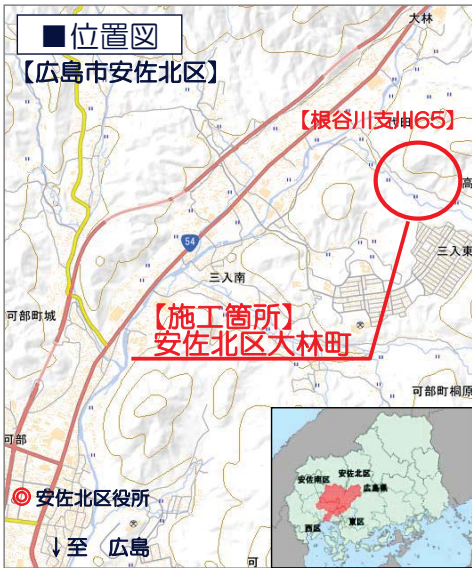 ■位置図
【広島市安佐北区】
大林
【根谷川支川65】
高
三入東
54
三入南
可部町城
【施工箇所】
安佐北区大林町
可部町桐原
可部
安佐北区役所
↓至 広島
可
安佐北区
安佐南区
広島県
西区
東区